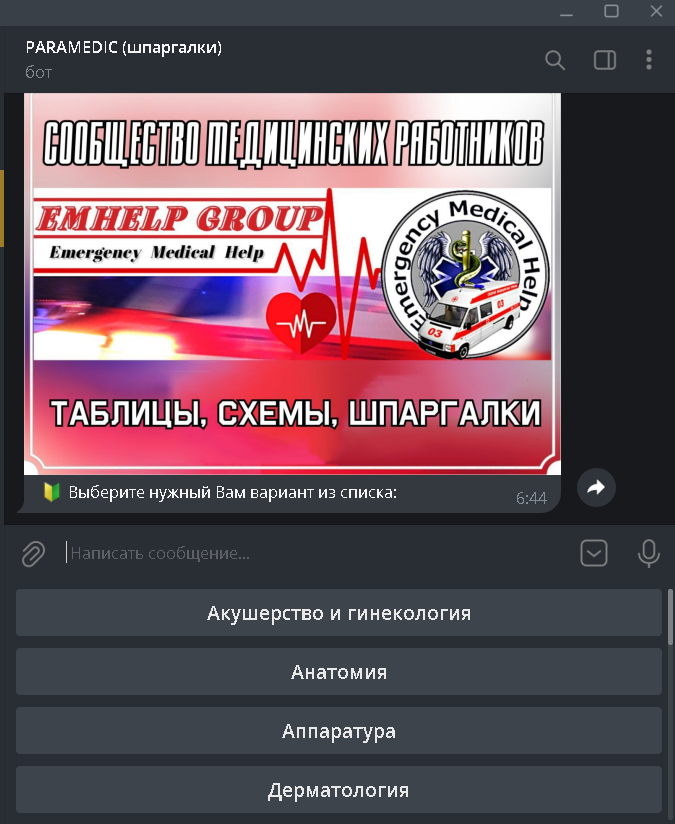 PARAMEDIC (шпаргалки)
бот
СООБЩЕСТВО МЕДИЦИНСКИХ РАБОТНИКОВ
EMHELP GROUP
Emergency Medical Help
Emergency Medical Help
03
03
ТАБЛИЦЫ, СХЕМЫ, ШПАРГАЛКИ
Выберите нужный Вам вариант из списка:
6:44
Написать сообщение...
Акушерство и гинекология
Анатомия
Аппаратура
Дерматология